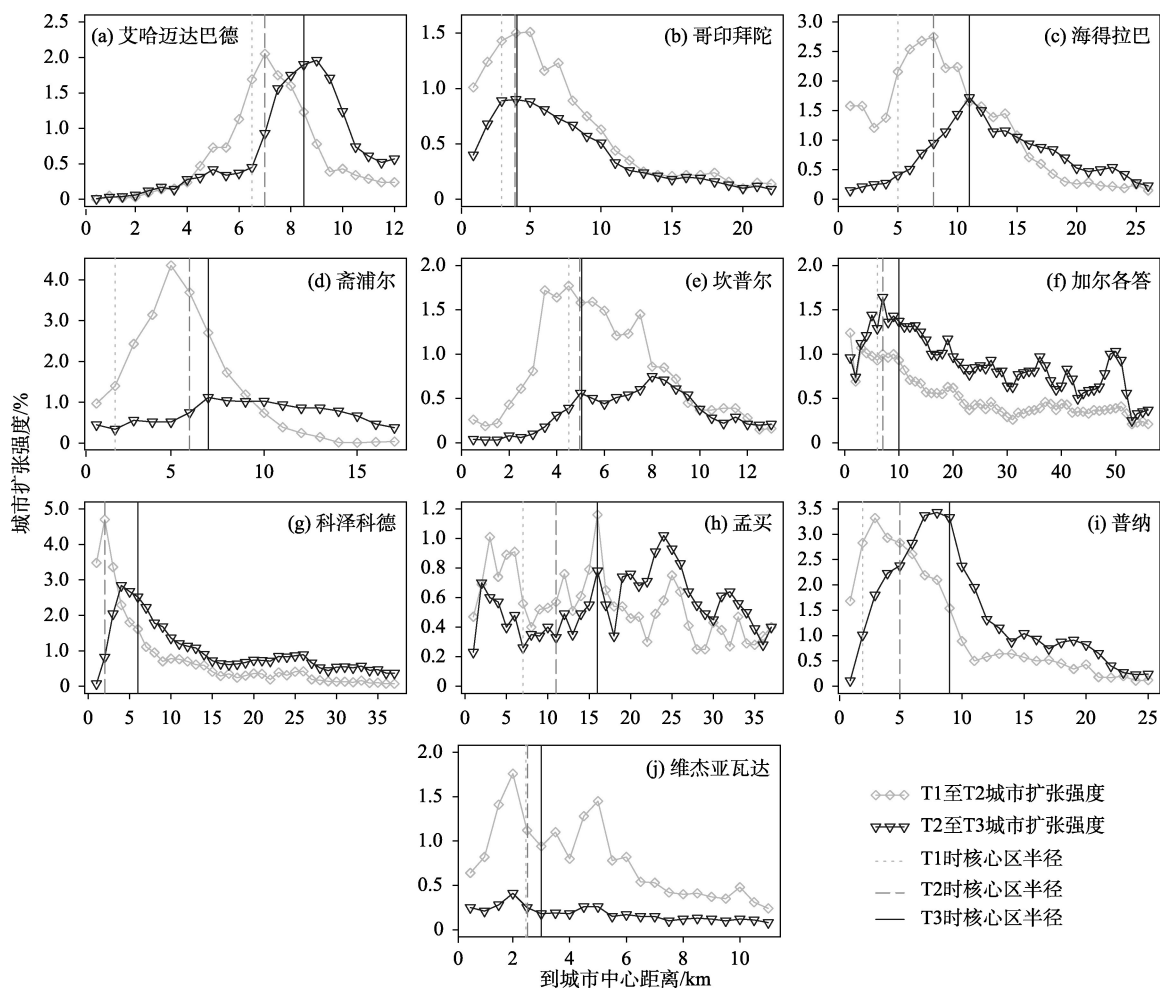 (a) 艾哈迈达巴德
2.5
2.0
1.5
1.0
0.5
0
0 2 4 6 8 10 12
(b) 哥印拜陀
1.5
1.0
0.5
0
0 5 10 15 20
(c) 海得拉巴
3.0
2.5
2.0
1.5
1.0
0.5
0
0 5 10 15 20 25
(d) 斋浦尔
4.0
3.0
2.0
1.0
0
0 5 10 15
(e) 坎普尔
2.0
1.5
1.0
0.5
0
0 2 4 6 8 10 12
(f) 加尔各答
2.0
1.5
1.0
0.5
0
0 10 20 30 40 50
城市扩张强度/%
(g) 科泽科德
5.0
4.0
3.0
2.0
1.0
0
0 5 10 15 20 25 30 35
(h) 孟买
1.2
1.0
0.8
0.6
0.4
0.2
0
0 5 10 15 20 25 30 35
(i) 普纳
3.5
3.0
2.5
2.0
1.5
1.0
0.5
0
0 5 10 15 20 25
(j) 维杰亚瓦达
2.0
1.5
1.0
0.5
0
0 2 4 6 8 10
到城市中心距离/km
T1至T2城市扩张强度
T2至T3城市扩张强度
T1时核心区半径
T2时核心区半径
T3时核心区半径